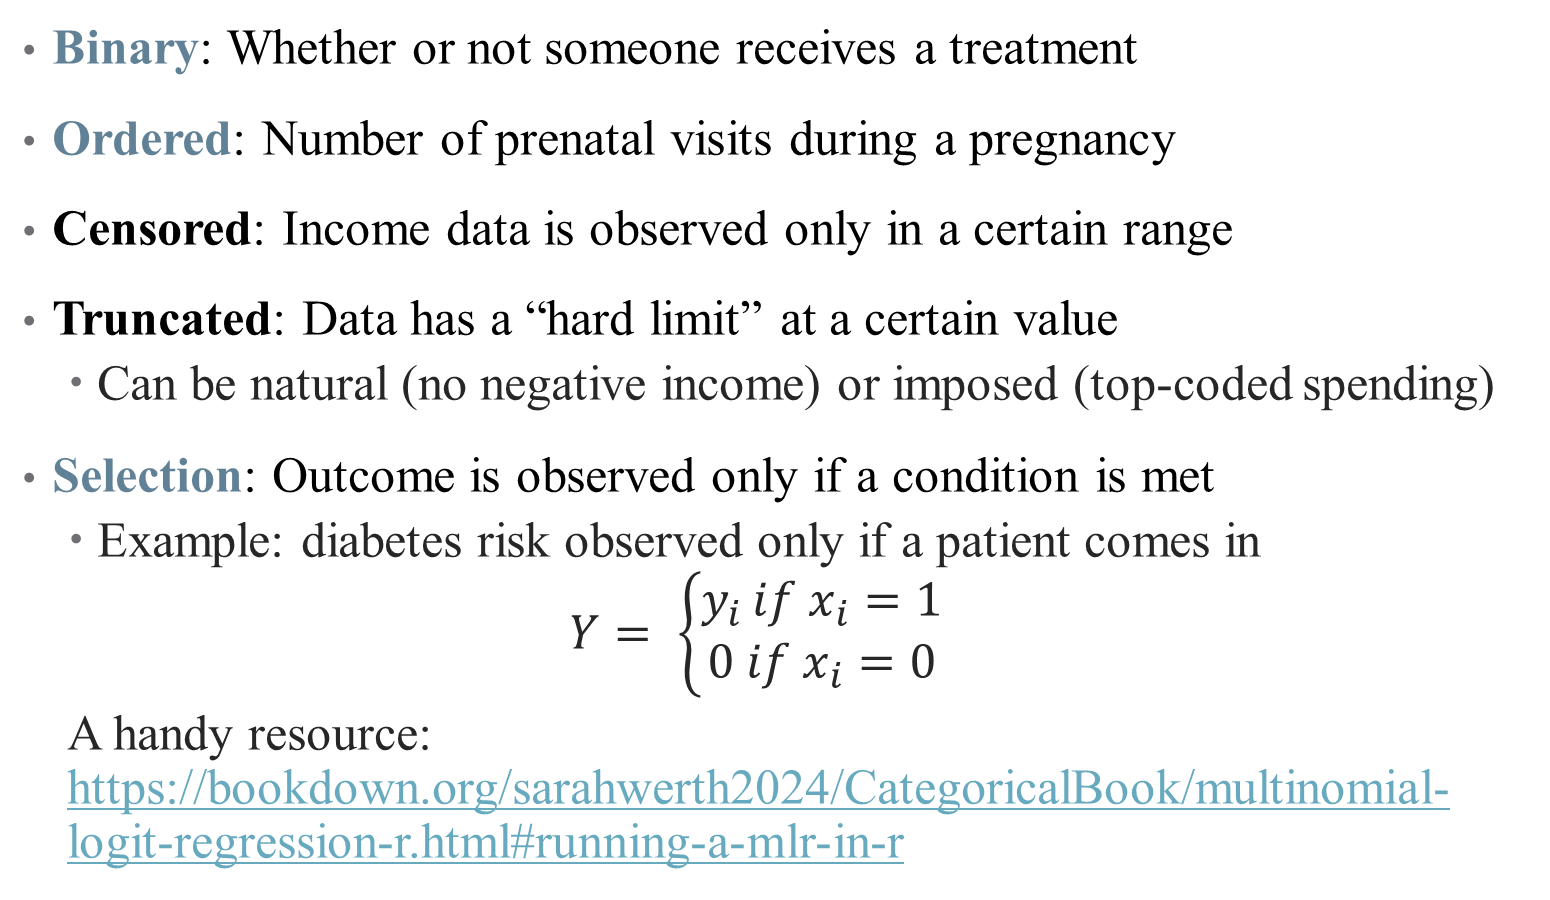 • Binary: Whether or not someone receives a treatment
• Ordered: Number of prenatal visits during a pregnancy
• Censored: Income data is observed only in a certain range
• Truncated: Data has a “hard limit” at a certain value
• Can be natural (no negative income) or imposed (top-coded spending)
• Selection: Outcome is observed only if a condition is met
• Example: diabetes risk observed only if a patient comes in
Y = { y_i if x_i = 1
0 if x_i = 0
A handy resource:
https://bookdown.org/sarahwerth2024/CategoricalBook/multinomial-
logit-regression-r.html#running-a-mlr-in-r